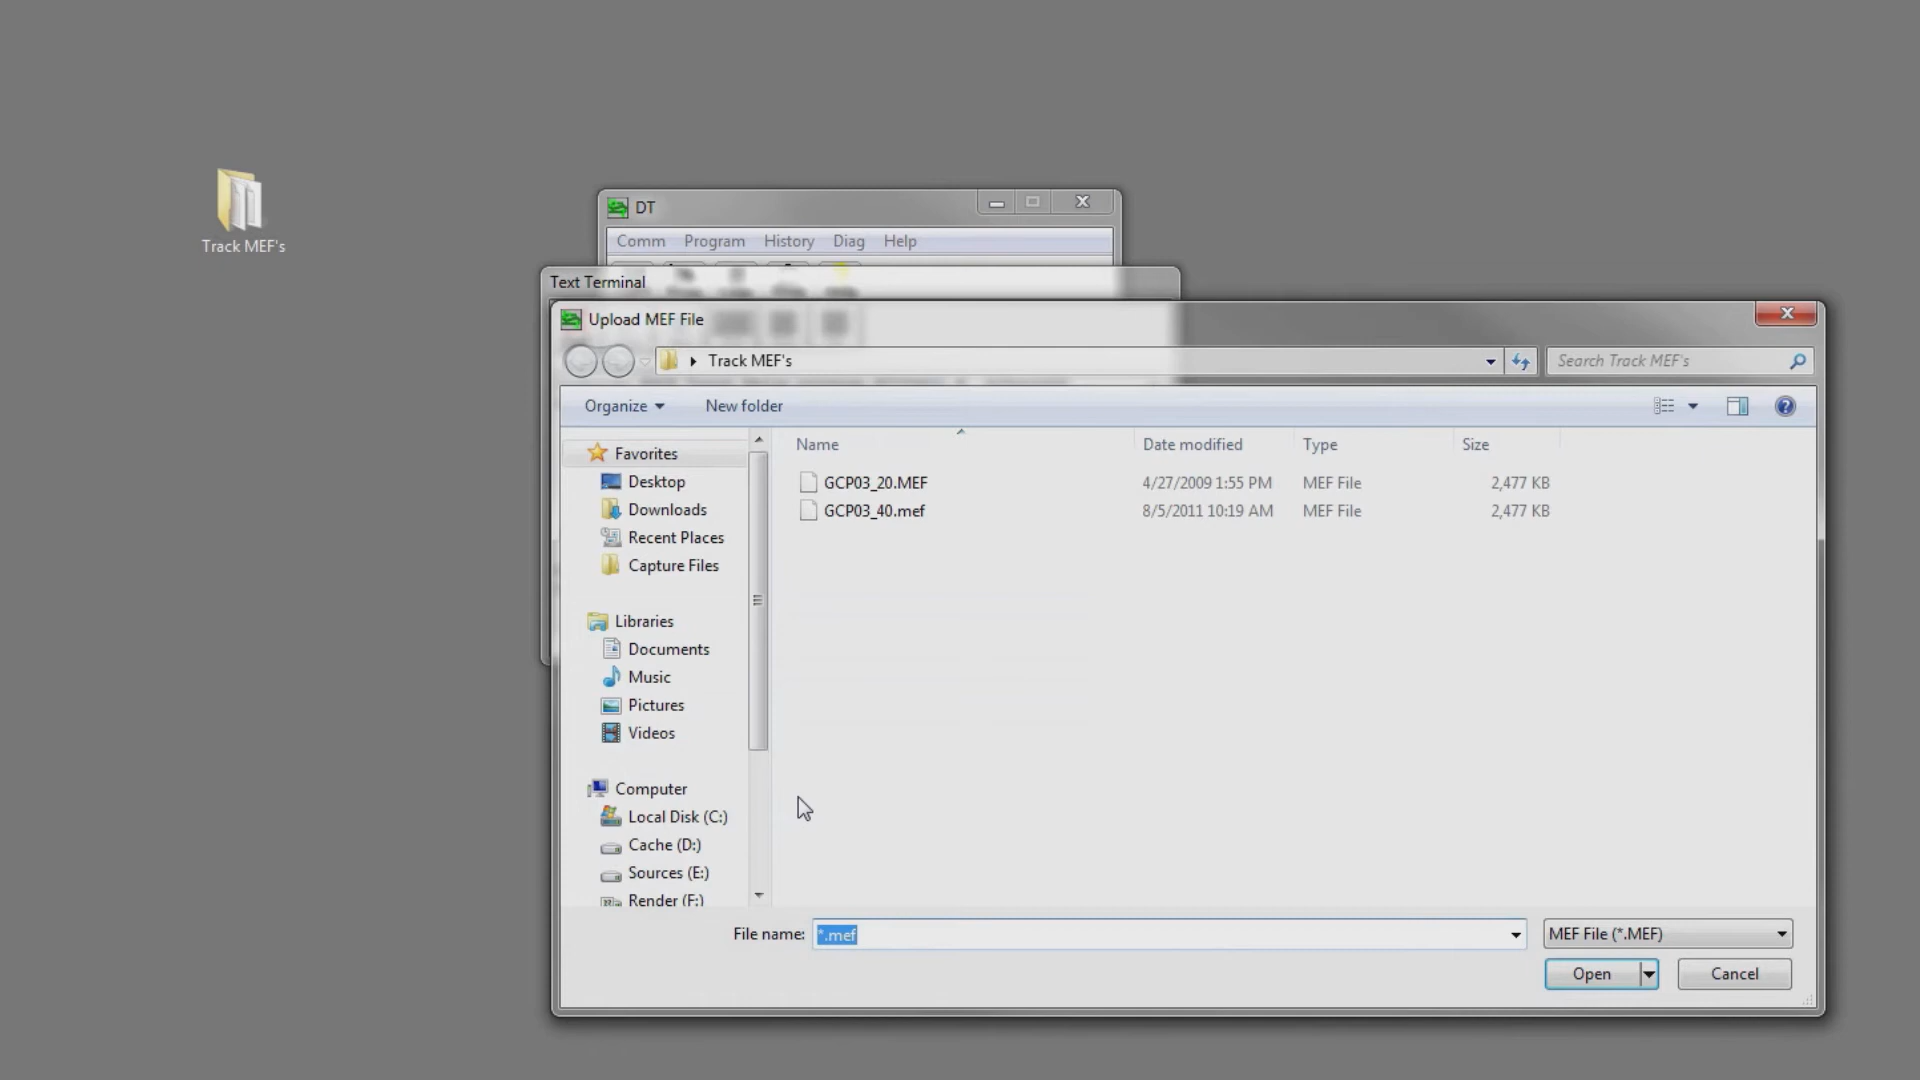 Track MEF's
DT
Comm Program History Diag Help
Text Terminal
Upload MEF File
Track MEF's
Search Track MEF's
Organize New folder
Name Date modified Type Size
GCP03_20.MEF 4/27/2009 1:55 PM MEF File 2,477 KB
GCP03_40.mef 8/5/2011 10:19 AM MEF File 2,477 KB
Favorites
Desktop
Downloads
Recent Places
Capture Files
Libraries
Documents
Music
Pictures
Videos
Computer
Local Disk (C:)
Cache (D:)
Sources (E:)
Render (F:)
File name: *.mef
MEF File (*.MEF)
Open Cancel